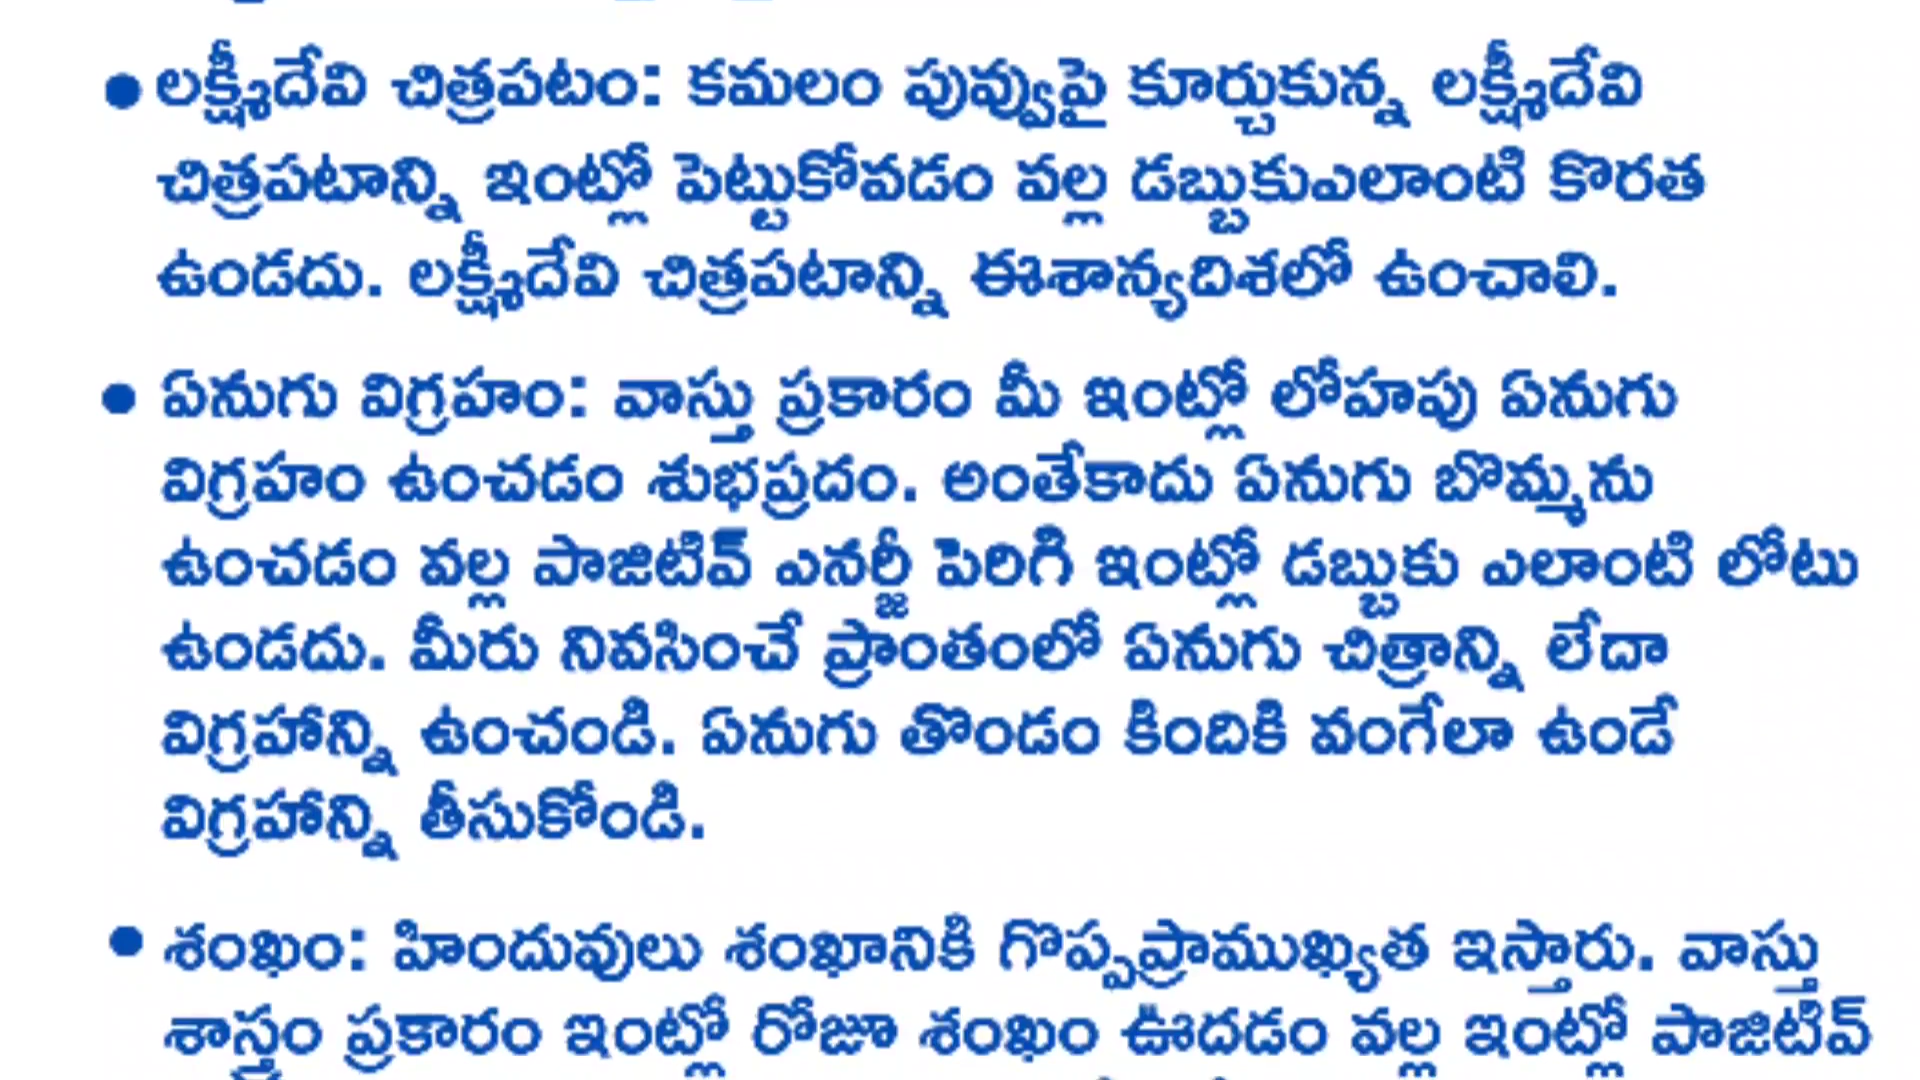 • లక్ష్మీదేవి చిత్రపటం: కమలం పువ్వుపై కూర్చుకున్న లక్ష్మీదేవి
చిత్రపటాన్ని ఇంట్లో పెట్టుకోవడం వల్ల డబ్బుకుఎలాంటి కొరత
ఉండదు. లక్ష్మీదేవి చిత్రపటాన్ని ఈశాన్యదిశలో ఉంచాలి.
• ఏనుగు విగ్రహం: వాస్తు ప్రకారం మీ ఇంట్లో లోహపు ఏనుగు
విగ్రహం ఉంచడం శుభప్రదం. అంతేకాదు ఏనుగు బొమ్మను
ఉంచడం వల్ల పాజిటివ్ ఎనర్జీ పెరిగి ఇంట్లో డబ్బుకు ఎలాంటి లోటు
ఉండదు. మీరు నివసించే ప్రాంతంలో ఏనుగు చిత్రాన్ని లేదా
విగ్రహాన్ని ఉంచండి. ఏనుగు తొండం కిందికి వంగేలా ఉండే
విగ్రహాన్ని తీసుకోండి.
• శంఖం: హిందువులు శంఖానికి గొప్పప్రాముఖ్యత ఇస్తారు. వాస్తు
శాస్త్రం ప్రకారం ఇంట్లో రోజూ శంఖం ఊదడం వల్ల ఇంట్లో పాజిటివ్